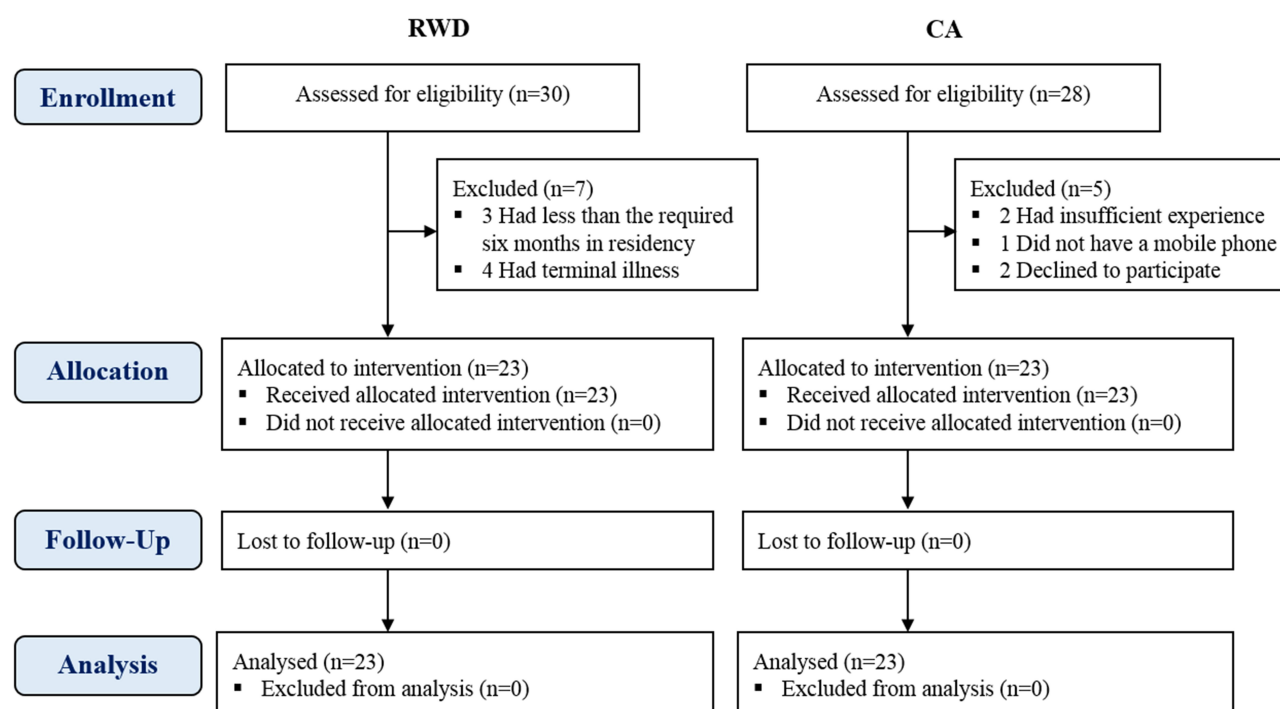 RWD
CA
Enrollment
Assessed for eligibility (n=30)
Assessed for eligibility (n=28)
Excluded (n=7)
▪ 3 Had less than the required
six months in residency
▪ 4 Had terminal illness
Excluded (n=5)
▪ 2 Had insufficient experience
▪ 1 Did not have a mobile phone
▪ 2 Declined to participate
Allocation
Allocated to intervention (n=23)
▪ Received allocated intervention (n=23)
▪ Did not receive allocated intervention (n=0)
Allocated to intervention (n=23)
▪ Received allocated intervention (n=23)
▪ Did not receive allocated intervention (n=0)
Follow-Up
Lost to follow-up (n=0)
Lost to follow-up (n=0)
Analysis
Analysed (n=23)
▪ Excluded from analysis (n=0)
Analysed (n=23)
▪ Excluded from analysis (n=0)